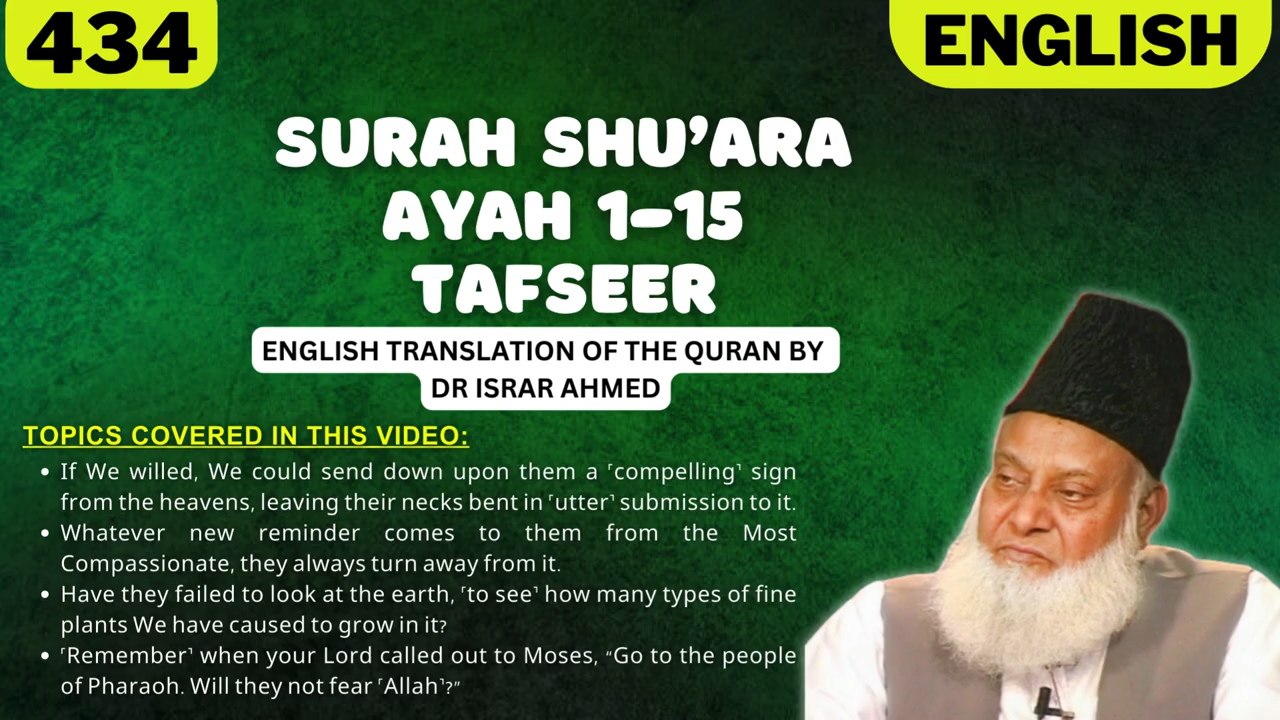 434
ENGLISH
SURAH SHU'ARA
AYAH 1-15
TAFSEER
ENGLISH TRANSLATION OF THE QURAN BY
DR ISRAR AHMED
TOPICS COVERED IN THIS VIDEO:
• If We willed, We could send down upon them a ˹compelling˺ sign
from the heavens, leaving their necks bent in ˹utter˺ submission to it.
• Whatever new reminder comes to them from the Most
Compassionate, they always turn away from it.
• Have they failed to look at the earth, ˹to see˺ how many types of fine
plants We have caused to grow in it?
• ˹Remember˺ when your Lord called out to Moses, “Go to the people
of Pharaoh. Will they not fear ˹Allah˺?”